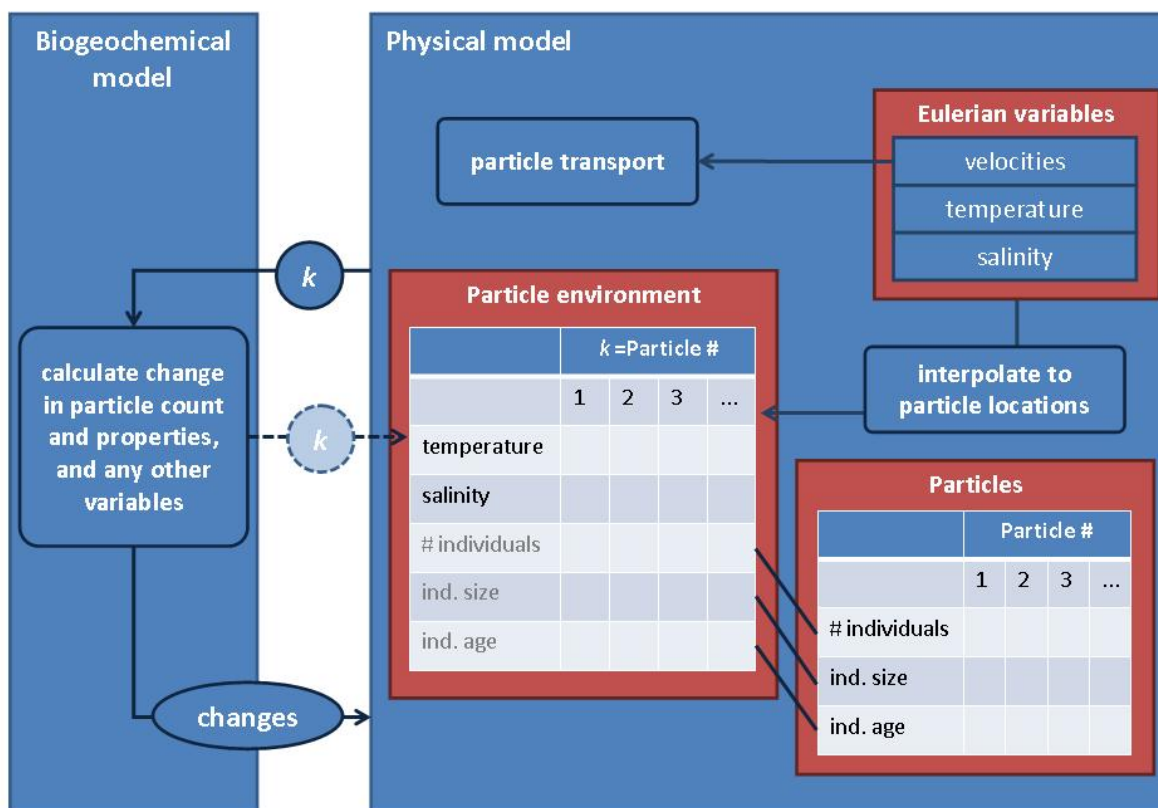 Biogeochemical
model
Physical model
Eulerian variables
velocities
temperature
salinity
particle transport
k
Particle environment
k =Particle #
1 2 3 ...
temperature
salinity
# individuals
ind. size
ind. age
interpolate to
particle locations
calculate change
in particle count
and properties,
and any other
variables
k
Particles
Particle #
1 2 3 ...
# individuals
ind. size
ind. age
changes